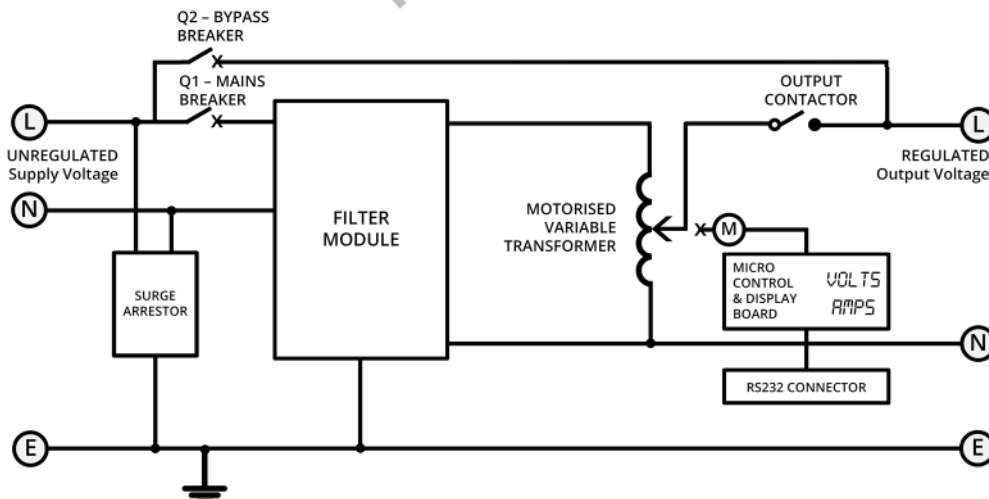 Q2 – BYPASS
BREAKER
Q1 – MAINS
BREAKER
OUTPUT
CONTACTOR
L
L
UNREGULATED
Supply Voltage
REGULATED
Output Voltage
N
FILTER
MODULE
MOTORISED
VARIABLE
TRANSFORMER
M
SURGE
ARRESTOR
MICRO
CONTROL
& DISPLAY
BOARD
VOLTS
AMPS
N
RS232 CONNECTOR
E
E